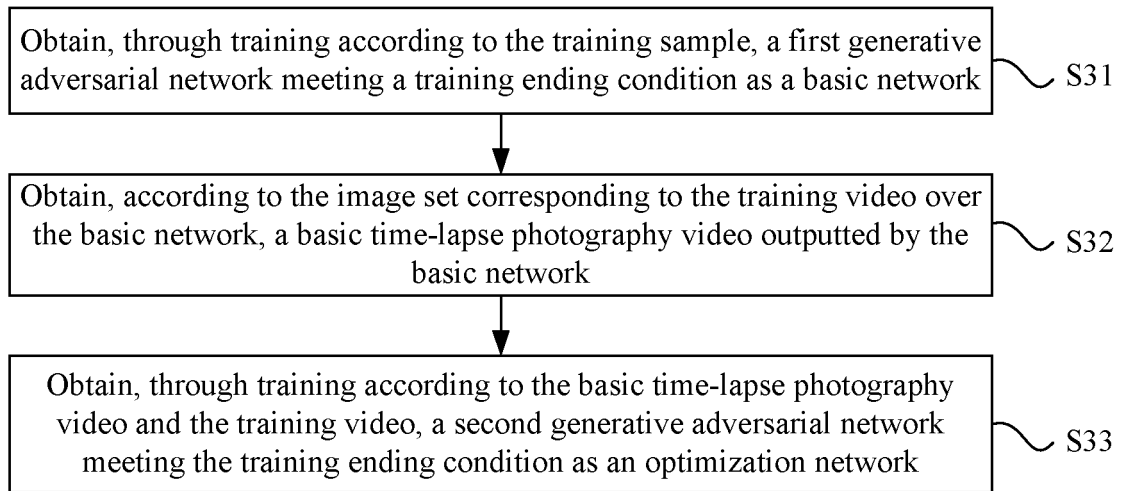 Obtain, through training according to the training sample, a first generative
adversarial network meeting a training ending condition as a basic network
S31
Obtain, according to the image set corresponding to the training video over
the basic network, a basic time-lapse photography video outputted by the
basic network
S32
Obtain, through training according to the basic time-lapse photography
video and the training video, a second generative adversarial network
meeting the training ending condition as an optimization network
S33